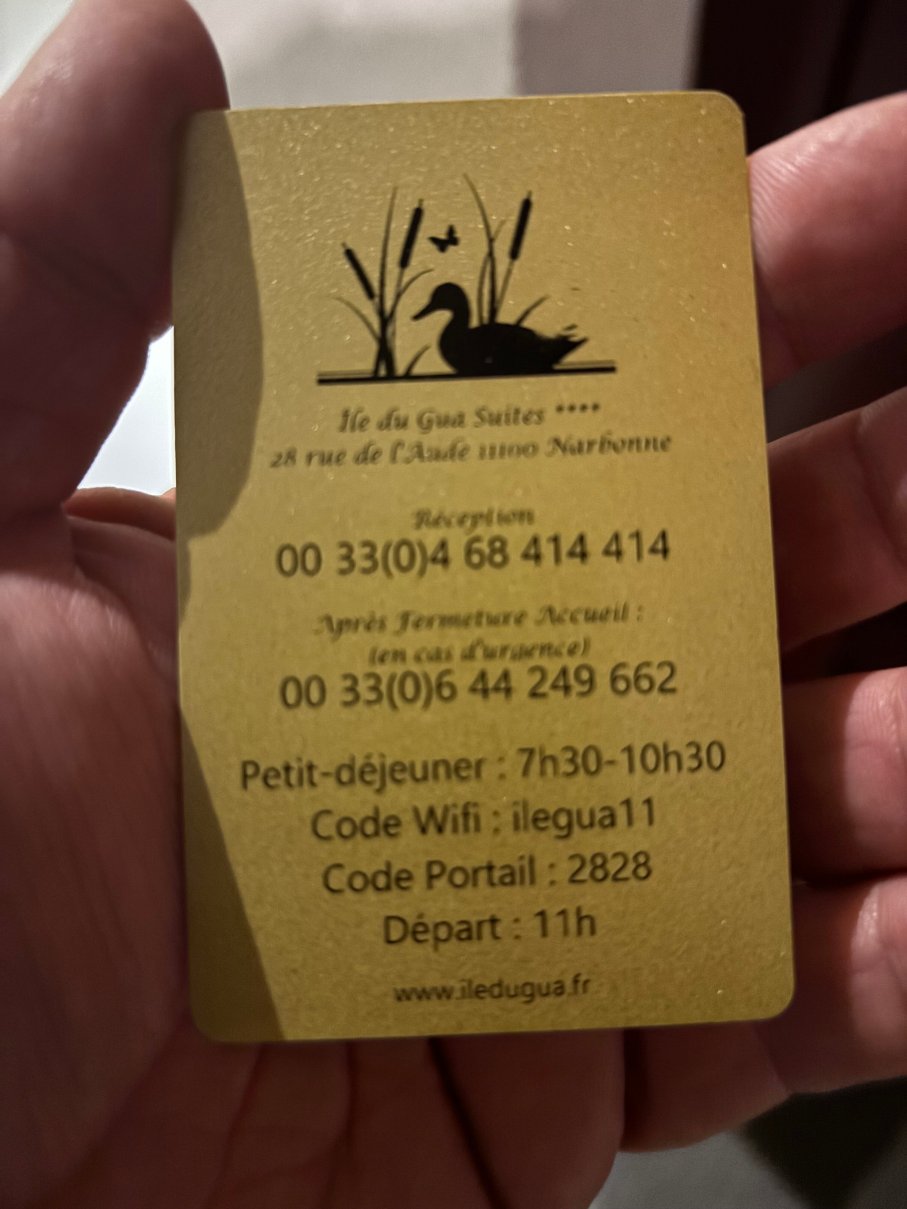 Ile du Gua Suites ****
28 rue de l'Aude 11100 Narbonne
Réception
00 33(0)4 68 414 414
Après Fermeture Accueil :
(en cas d'urgence)
00 33(0)6 44 249 662
Petit-déjeuner : 7h30-10h30
Code Wifi : ilegua11
Code Portail : 2828
Départ : 11h
www.iledugua.fr